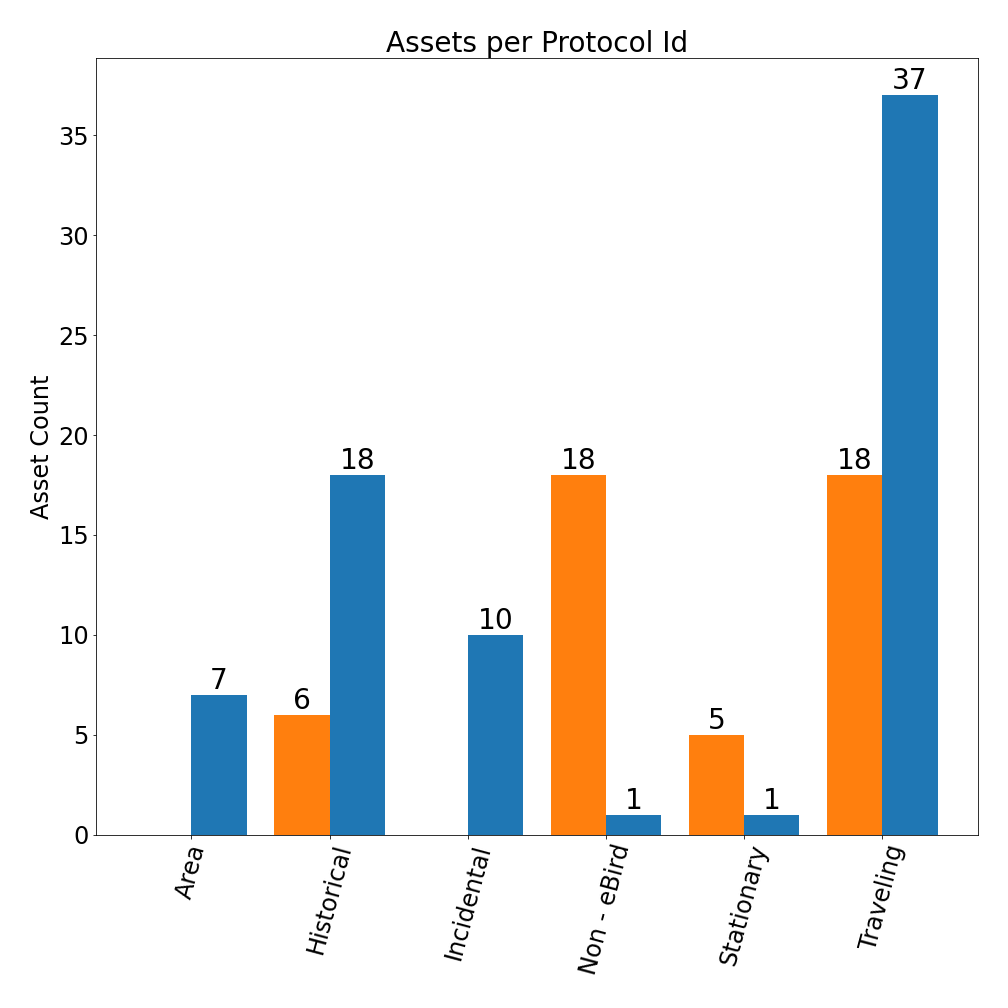 Assets per Protocol Id
Asset Count
35
30
25
20
15
10
5
0
7
6
18
10
18
1
5
1
18
37
Area
Historical
Incidental
Non - eBird
Stationary
Traveling